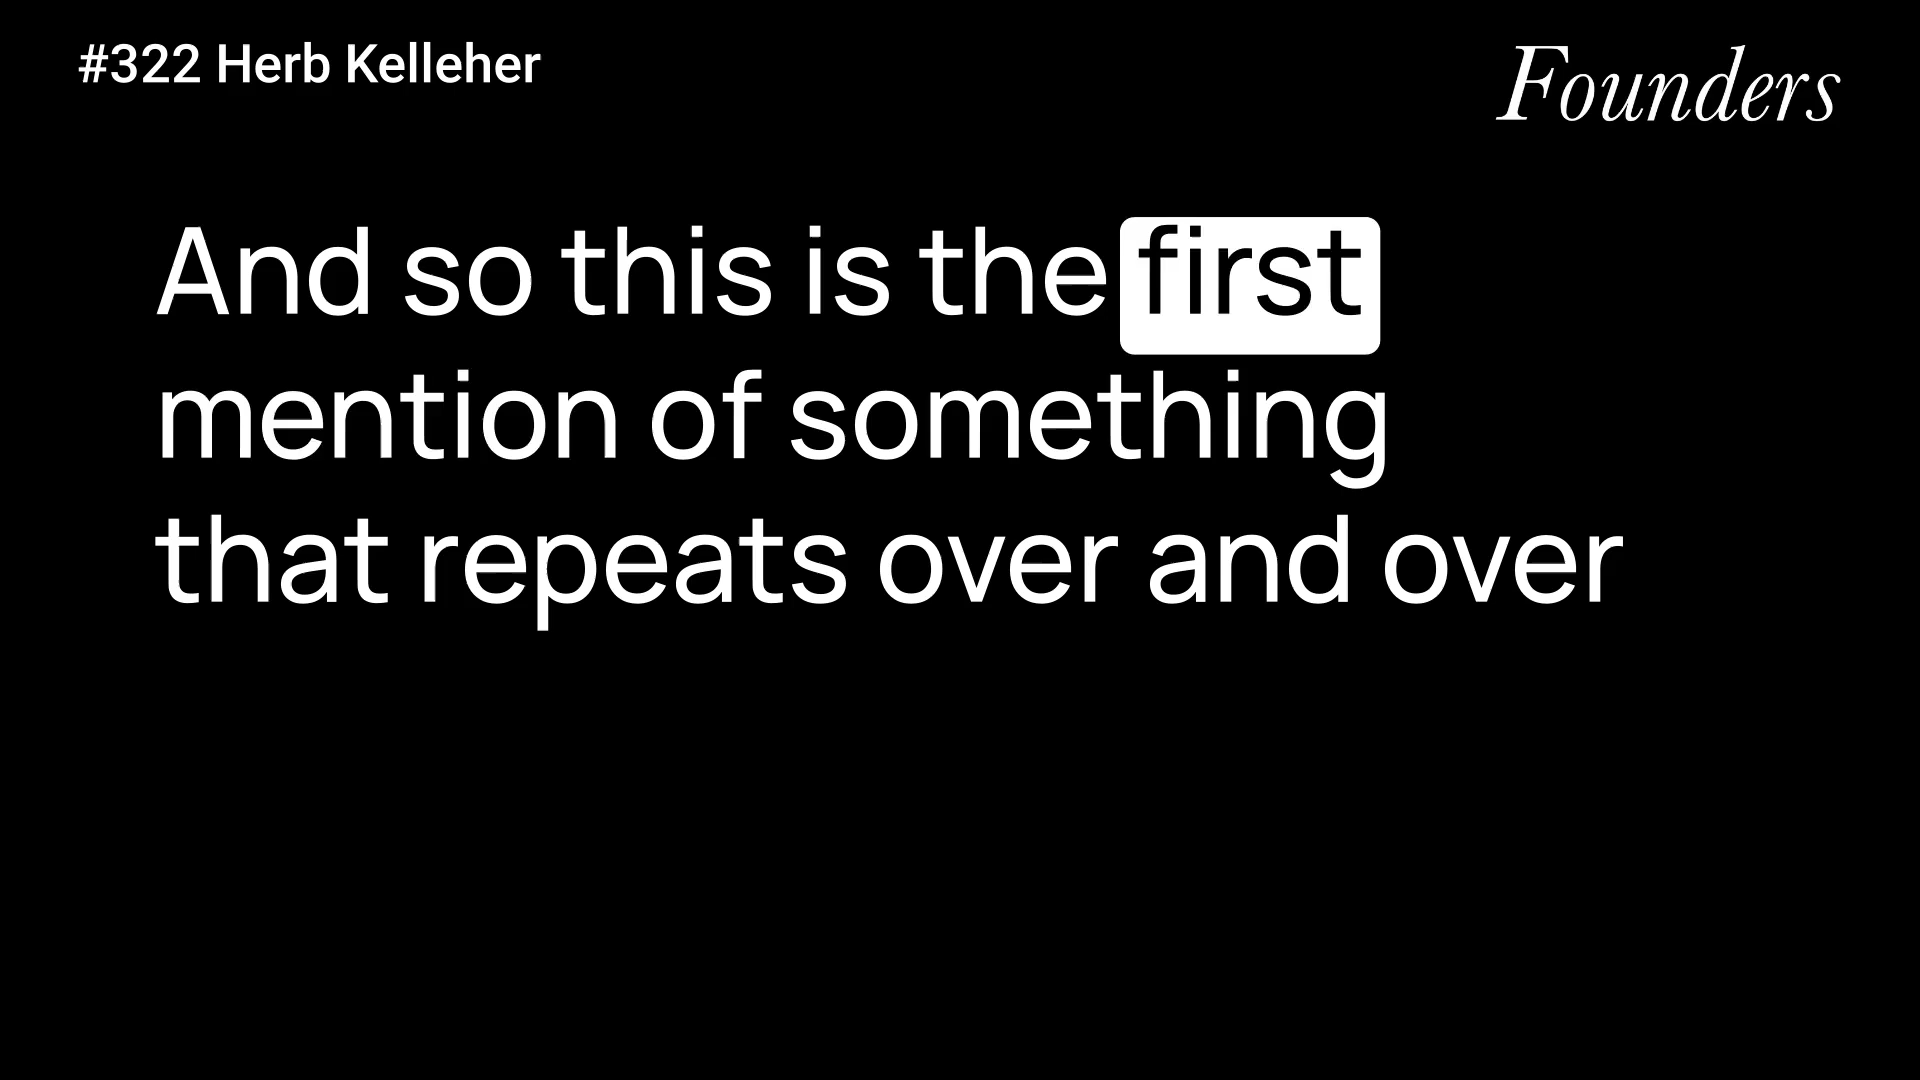 #322 Herb Kelleher
Founders
And so this is the first
mention of something
that repeats over and over